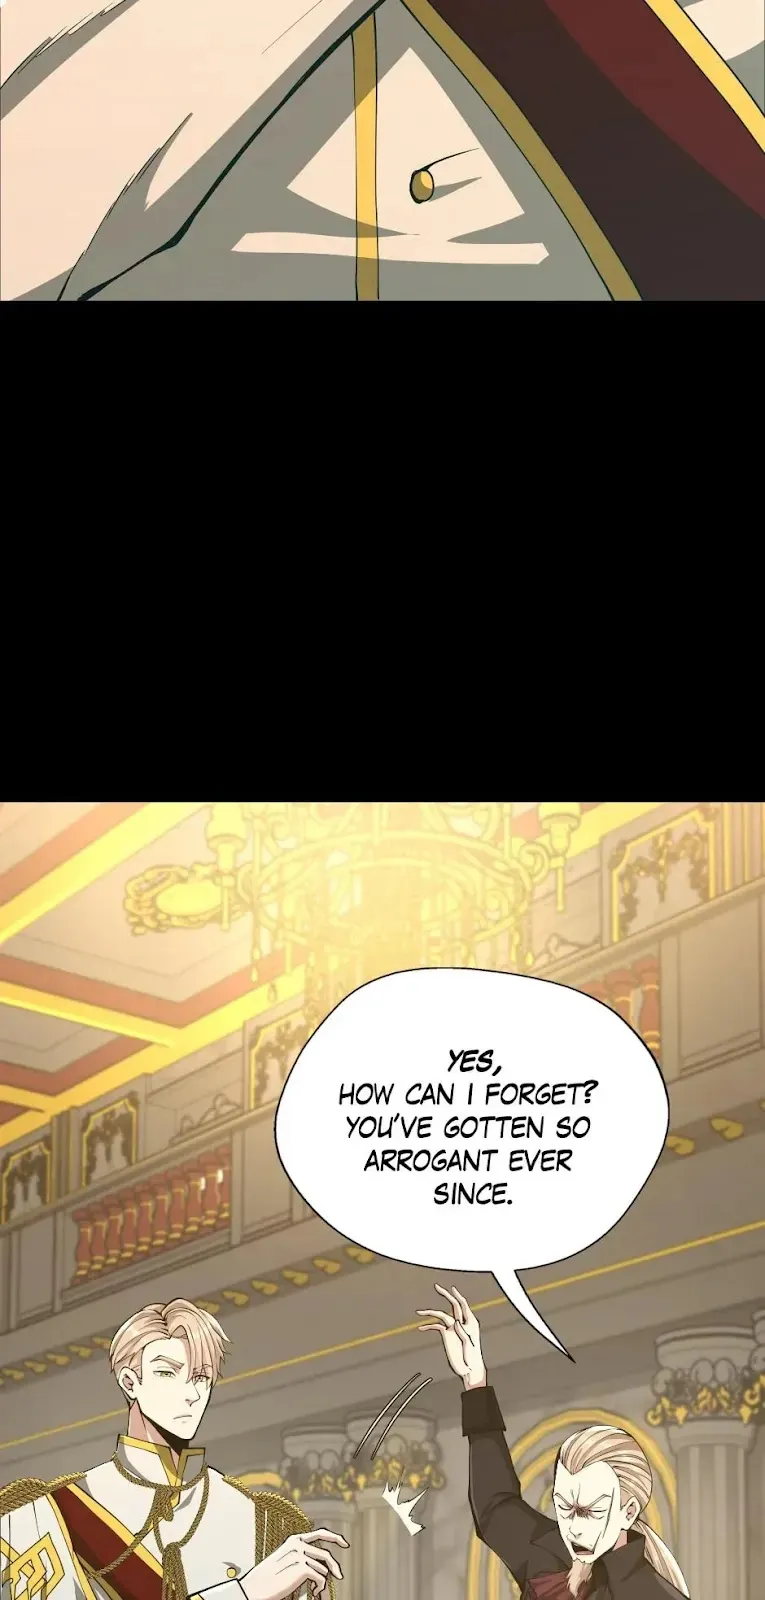 YES,
HOW CAN I FORGET?
YOU'VE GOTTEN SO
ARROGANT EVER
SINCE.